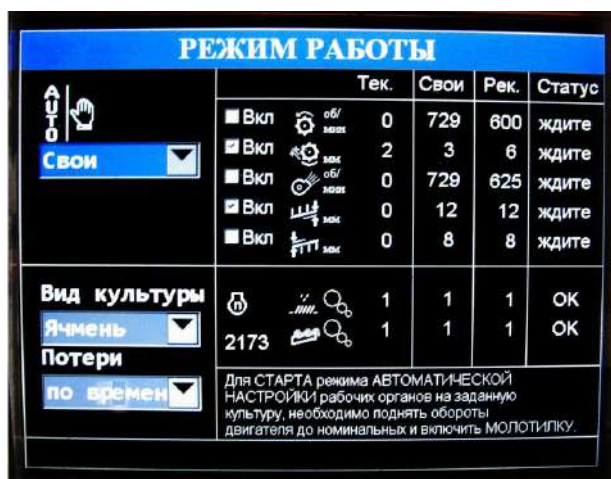 РЕЖИМ РАБОТЫ
AUTO
Свои
Тек. Свои Рек. Статус
Вкл об/мин 0 729 600 ждите
Вкл мм 2 3 6 ждите
Вкл об/мин 0 729 625 ждите
Вкл мм 0 12 12 ждите
Вкл мм 0 8 8 ждите
Вид культуры
Ячмень
Потери
по времен
n 1 1 1 ОК
2173 1 1 1 ОК
Для СТАРТА режима АВТОМАТИЧЕСКОЙ
НАСТРОЙКИ рабочих органов на заданную
культуру, необходимо поднять обороты
двигателя до номинальных и включить МОЛОТИЛКУ.